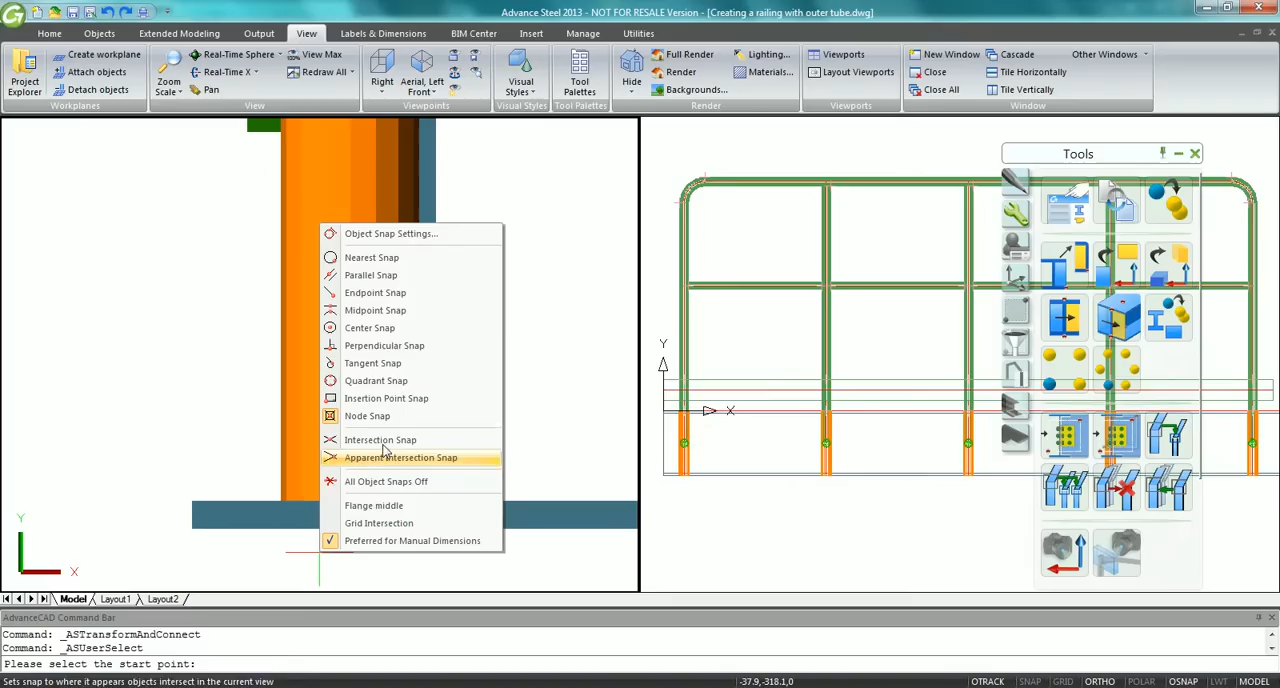 Advance Steel 2013 - NOT FOR RESALE Version - [Creating a railing with outer tube.dwg]
Home Objects Extended Modeling Output View Labels & Dimensions BIM Center Insert Manage Utilities
Project Explorer
Create workplane
Attach objects
Detach objects
Workplanes
Zoom Scale
Real-Time Sphere
Real-Time X
Pan
View Max
Redraw All
View
Right
Aerial, Left Front
Viewpoints
Visual Styles
Visual Styles
Tool Palettes
Tool Palettes
Hide
Full Render
Render
Backgrounds...
Lighting...
Materials...
Render
Viewports
Layout Viewports
Viewports
New Window
Close
Close All
Cascade
Tile Horizontally
Tile Vertically
Other Windows
Window
Tools
Object Snap Settings...
Nearest Snap
Parallel Snap
Endpoint Snap
Midpoint Snap
Center Snap
Perpendicular Snap
Tangent Snap
Quadrant Snap
Insertion Point Snap
Node Snap
Intersection Snap
Apparent Intersection Snap
All Object Snaps Off
Flange middle
Grid Intersection
Preferred for Manual Dimensions
Y
X
Y
X
Model Layout1 Layout2
AdvanceCAD Command Bar
Command: _ASTransformAndConnect
Command: _ASUserSelect
Please select the start point:
Sets snap to where it appears objects intersect in the current view
-37.9,-318.1,0
OTRACK SNAP GRID ORTHO POLAR OSNAP LWT MODEL